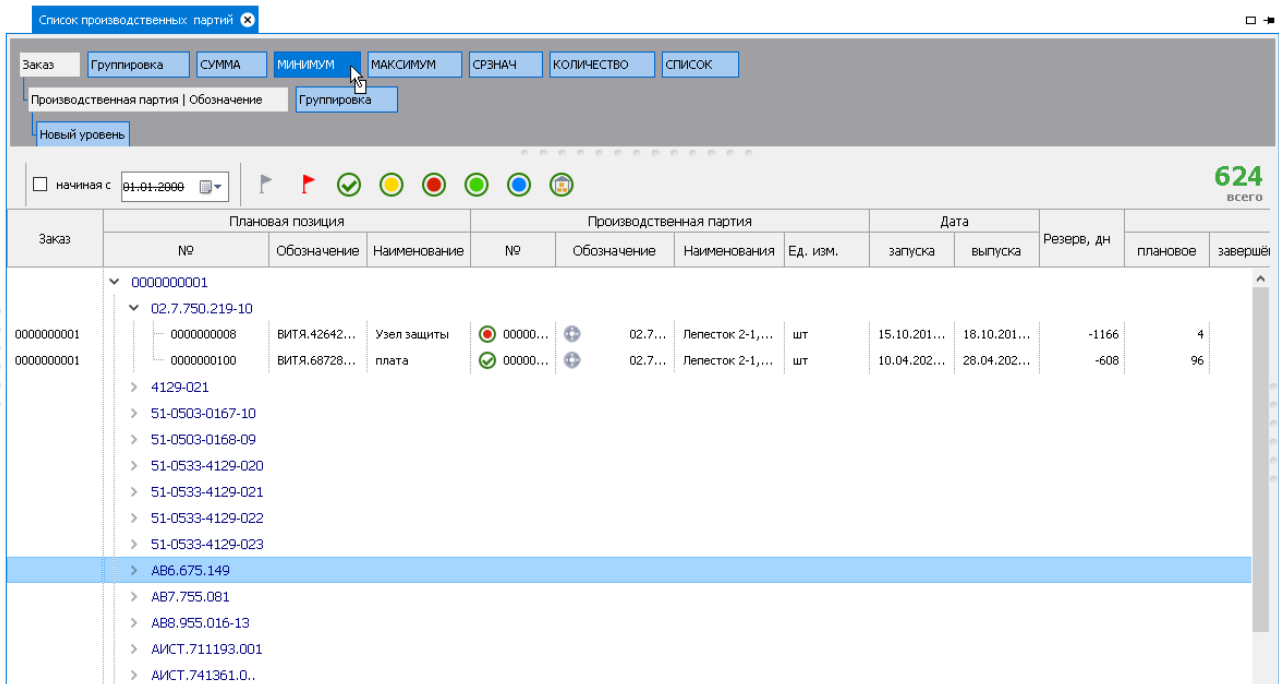 Список производственных партий
Заказ Группировка СУММА МИНИМУМ МАКСИМУМ СРЗНАЧ КОЛИЧЕСТВО СПИСОК
Производственная партия | Обозначение Группировка
Новый уровень
начиная с 01.01.2000 624
всего
Заказ Плановая позиция Производственная партия Дата Резерв, дн
№ Обозначение Наименование № Обозначение Наименования Ед. изм. запуска выпуска плановое завершё
0000000001
02.7.750.219-10
0000000001 0000000008 ВИТЯ.42642... Узел защиты 00000... 02.7... Лепесток 2-1,... шт 15.10.201... 18.10.201... -1166 4
0000000001 0000000100 ВИТЯ.68728... плата 00000... 02.7... Лепесток 2-1,... шт 10.04.202... 28.04.202... -608 96
4129-021
51-0503-0167-10
51-0503-0168-09
51-0533-4129-020
51-0533-4129-021
51-0533-4129-022
51-0533-4129-023
АВ6.675.149
АВ7.755.081
АВ8.955.016-13
АИСТ.711193.001
АИСТ.741361.0..